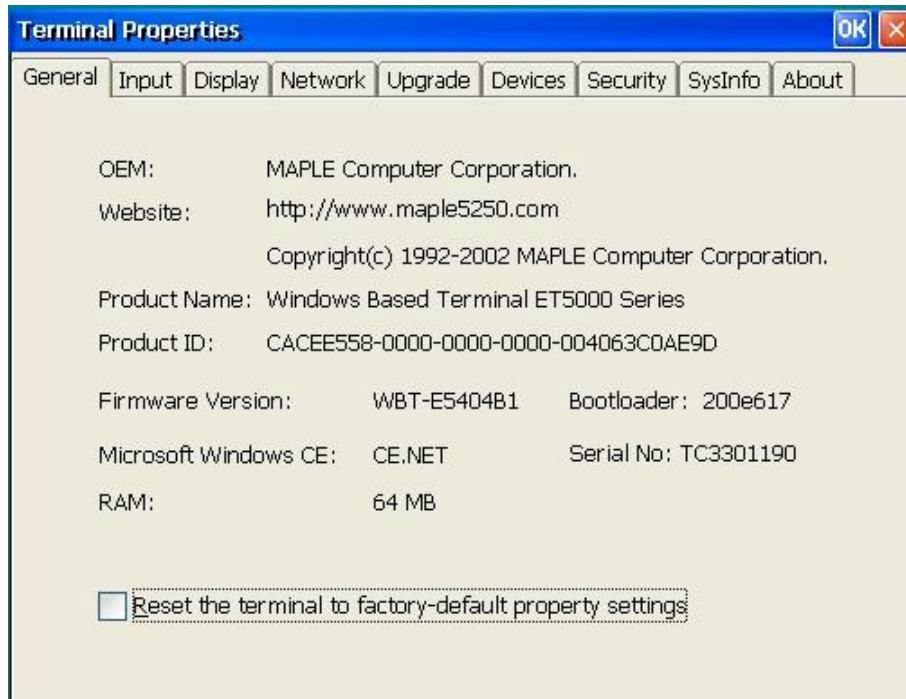 Terminal Properties OK
General Input Display Network Upgrade Devices Security SysInfo About
OEM: MAPLE Computer Corporation.
Website: http://www.maple5250.com
Copyright(c) 1992-2002 MAPLE Computer Corporation.
Product Name: Windows Based Terminal ET5000 Series
Product ID: CACEE558-0000-0000-0000-004063C0AE9D
Firmware Version: WBT-E5404B1 Bootloader: 200e617
Microsoft Windows CE: CE.NET Serial No: TC3301190
RAM: 64 MB
Reset the terminal to factory-default property settings